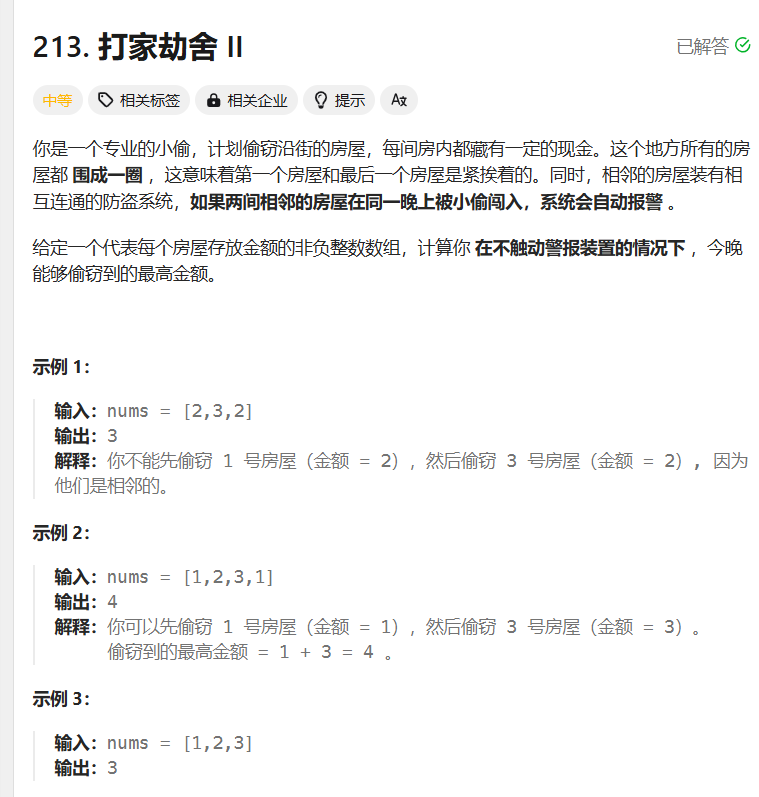 213. 打家劫舍 II
已解答
中等 相关标签 相关企业 提示
你是一个专业的小偷，计划偷窃沿街的房屋，每间房内都藏有一定的现金。这个地方所有的房
屋都 围成一圈 ，这意味着第一个房屋和最后一个房屋是紧挨着的。同时，相邻的房屋装有相
互连通的防盗系统，如果两间相邻的房屋在同一晚上被小偷闯入，系统会自动报警 。
给定一个代表每个房屋存放金额的非负整数数组，计算你 在不触动警报装置的情况下 ，今晚
能够偷窃到的最高金额。
示例 1：
输入：nums = [2,3,2]
输出：3
解释：你不能先偷窃 1 号房屋（金额 = 2），然后偷窃 3 号房屋（金额 = 2）, 因为
他们是相邻的。
示例 2：
输入：nums = [1,2,3,1]
输出：4
解释：你可以先偷窃 1 号房屋（金额 = 1），然后偷窃 3 号房屋（金额 = 3）。
偷窃到的最高金额 = 1 + 3 = 4 。
示例 3：
输入：nums = [1,2,3]
输出：3